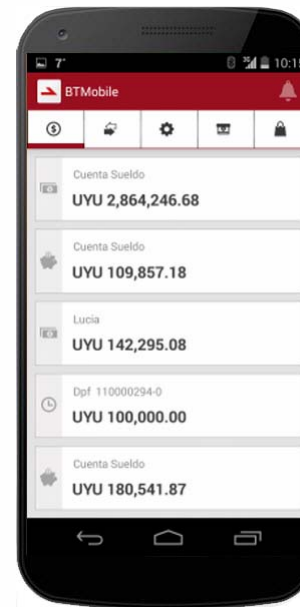 7°
3G
10:15
BTMobile
Cuenta Sueldo
UYU 2,864,246.68
Cuenta Sueldo
UYU 109,857.18
Lucia
UYU 142,295.08
Dpf 110000294-0
UYU 100,000.00
Cuenta Sueldo
UYU 180,541.87